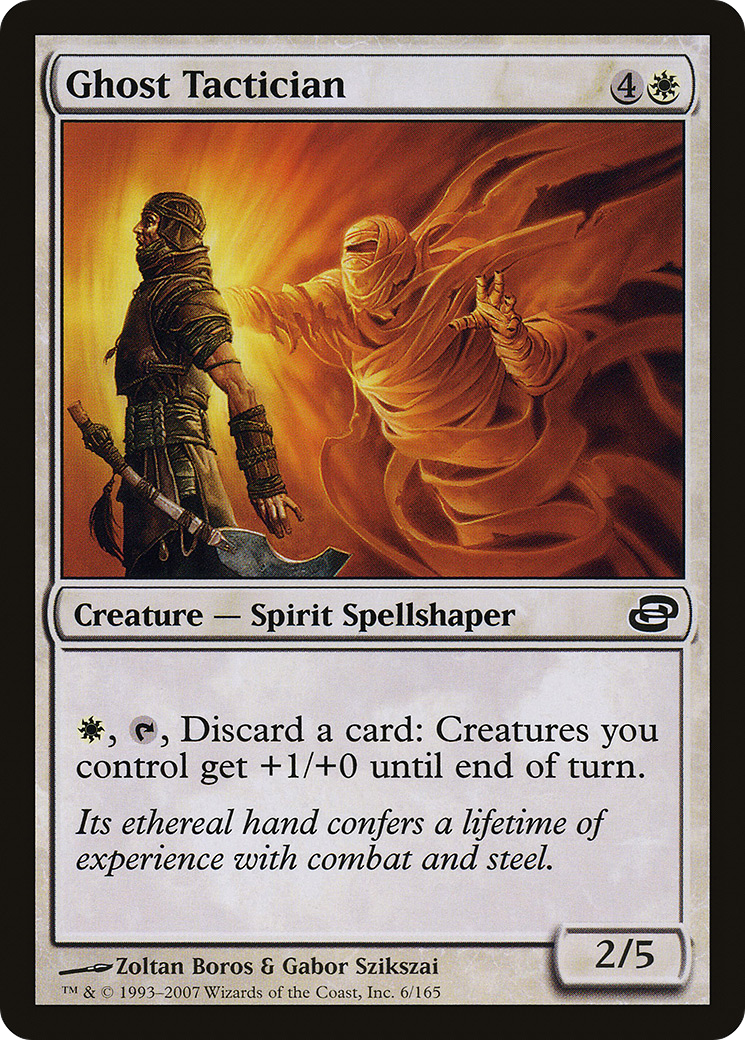 Ghost Tactician 4
Creature — Spirit Spellshaper
, , Discard a card: Creatures you
control get +1/+0 until end of turn.
Its ethereal hand confers a lifetime of
experience with combat and steel.
2/5
Zoltan Boros & Gabor Szikszai
™ & © 1993–2007 Wizards of the Coast, Inc. 6/165